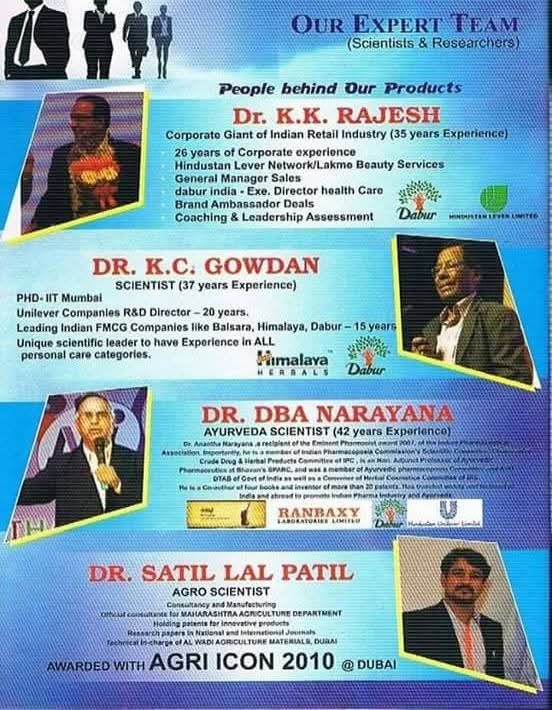 OUR EXPERT TEAM
(Scientists & Researchers)
People behind Our Products
Dr. K.K. RAJESH
Corporate Giant of Indian Retail Industry (35 years Experience)
26 years of Corporate experience
Hindustan Lever Network/Lakme Beauty Services
General Manager Sales
dabur india - Exe. Director health Care
Brand Ambassador Deals
Coaching & Leadership Assessment
Dabur
HINDUSTAN LEVER LIMITED
DR. K.C. GOWDAN
SCIENTIST (37 years Experience)
PHD- IIT Mumbai
Unilever Companies R&D Director – 20 years.
Leading Indian FMCG Companies like Balsara, Himalaya, Dabur – 15 years
Unique scientific leader to have Experience in ALL
personal care categories.
Himalaya
HERBALS
Dabur
DR. DBA NARAYANA
AYURVEDA SCIENTIST (42 years Experience)
Dr. Anantha Narayana ,a recipient of the Eminent Pharmacist award 2007, of the Indian
Association. Importantly, he is a member of Indian Pharmacopoeia Commission's Scientific
Crude Drug & Herbal Products Committee of IPC , is an Hon. Adjunct Professor of
Pharmaceutics at Bhavan's SPARC, and was a member of Ayurvedic pharmacopoeia
DTAB of Govt of India as well as a Convener of Herbal Cosmetics Committee of
He is a Co-author of four books and inventor of more than 20 patents. Has traveled
India and abroad to promote Indian Pharma Industry and Ayurveda.
RANBAXY
LABORATORIES LIMITED
Dabur
Hindustan Unilever Limited
DR. SATIL LAL PATIL
AGRO SCIENTIST
Consultancy and Manufacturing
Official consultants for MAHARASHTRA AGRICULTURE DEPARTMENT
Holding patents for innovative products
Research papers in National and International Journals
Technical In-charge of AL WADI AGRICULTURE MATERIALS, DUBAI
AWARDED WITH AGRI ICON 2010 @ DUBAI